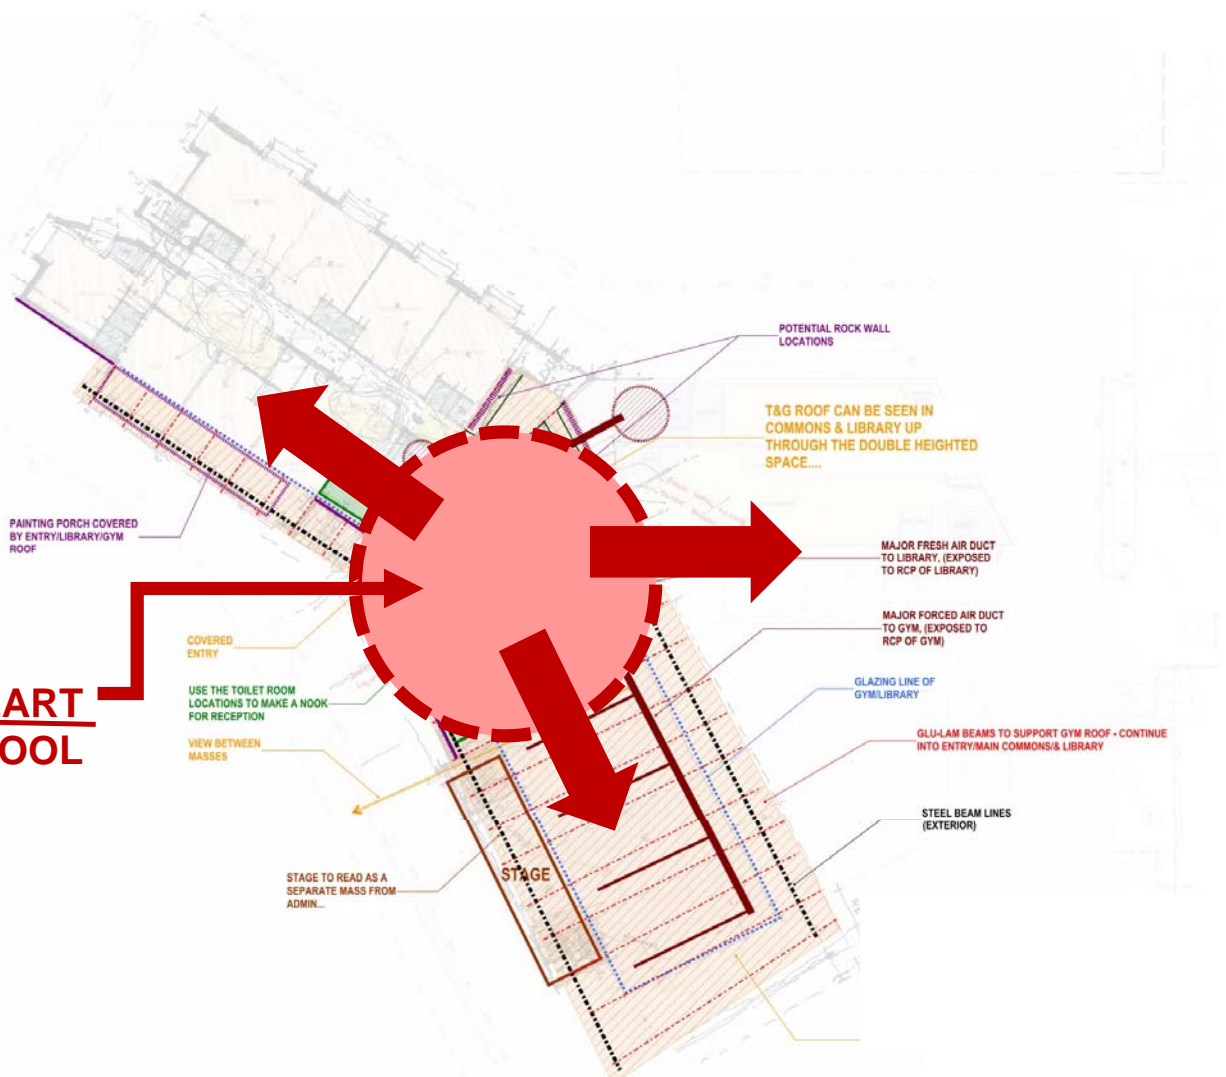 POTENTIAL ROCK WALL
LOCATIONS
T&G ROOF CAN BE SEEN IN
COMMONS & LIBRARY UP
THROUGH THE DOUBLE HEIGHTED
SPACE....
PAINTING PORCH COVERED
BY ENTRY/LIBRARY/GYM
ROOF
MAJOR FRESH AIR DUCT
TO LIBRARY, (EXPOSED
TO RCP OF LIBRARY)
MAJOR FORCED AIR DUCT
TO GYM, (EXPOSED TO
RCP OF GYM)
COVERED
ENTRY
USE THE TOILET ROOM
LOCATIONS TO MAKE A NOOK
FOR RECEPTION
ART
OOL
GLAZING LINE OF
GYM/LIBRARY
VIEW BETWEEN
MASSES
GLU-LAM BEAMS TO SUPPORT GYM ROOF - CONTINUE
INTO ENTRY/MAIN COMMONS/& LIBRARY
STEEL BEAM LINES
(EXTERIOR)
STAGE TO READ AS A
SEPARATE MASS FROM
ADMIN...
STAGE